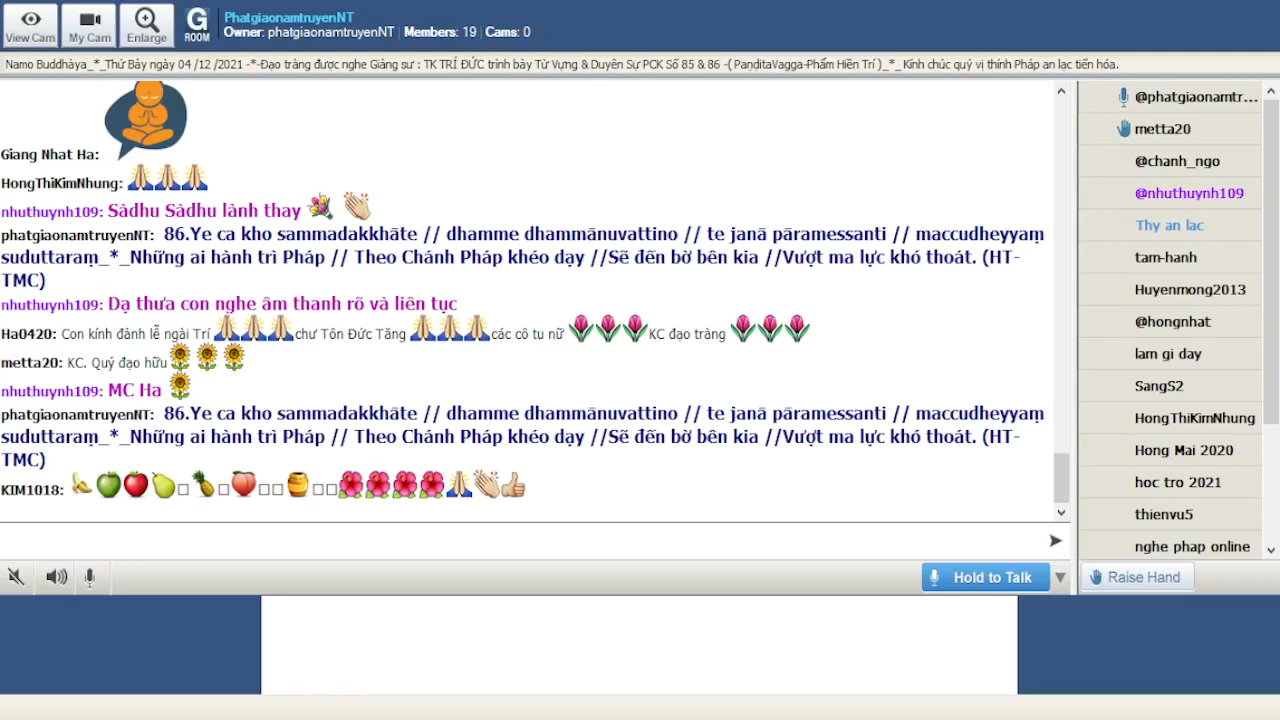 View Cam
My Cam
Enlarge
G
ROOM
PhatgiaonamtruyenNT
Owner: phatgiaonamtruyenNT | Members: 19 | Cams: 0
Namo Buddhàya_*_Thứ Bảy ngày 04 /12 /2021 -*-Đạo tràng được nghe Giảng sư : TK TRÍ ĐỨC trình bày Từ Vựng & Duyên Sự PCK Số 85 & 86 -( PaṇḍitaVagga-Phẩm Hiền Trí )_*_ Kính chúc quý vị thính Pháp an lạc tiến hóa.
Giang Nhat Ha:
HongThiKimNhung:
nhuthuynh109: Sàdhu Sàdhu lành thay
phatgiaonamtruyenNT: 86.Ye ca kho sammadakkhāte // dhamme dhammānuvattino // te janā pāramessanti // maccudheyyaṃ
suduttaraṃ_*_Những ai hành trì Pháp // Theo Chánh Pháp khéo dạy //Sẽ đến bờ bên kia //Vượt ma lực khó thoát. (HT-
TMC)
nhuthuynh109: Dạ thưa con nghe âm thanh rõ và liên tục
Ha0420: Con kính đảnh lễ ngài Trí chư Tôn Đức Tăng các cô tu nữ KC đạo tràng
metta20: KC. Quý đạo hữu
nhuthuynh109: MC Ha
phatgiaonamtruyenNT: 86.Ye ca kho sammadakkhāte // dhamme dhammānuvattino // te janā pāramessanti // maccudheyyaṃ
suduttaraṃ_*_Những ai hành trì Pháp // Theo Chánh Pháp khéo dạy //Sẽ đến bờ bên kia //Vượt ma lực khó thoát. (HT-
TMC)
KIM1018:
@phatgiaonamtr...
metta20
@chanh_ngo
@nhuthuynh109
Thy an lac
tam-hanh
Huyenmong2013
@hongnhat
lam gi day
SangS2
HongThiKimNhung
Hong Mai 2020
hoc tro 2021
thienvu5
nghe phap online
Hold to Talk
Raise Hand